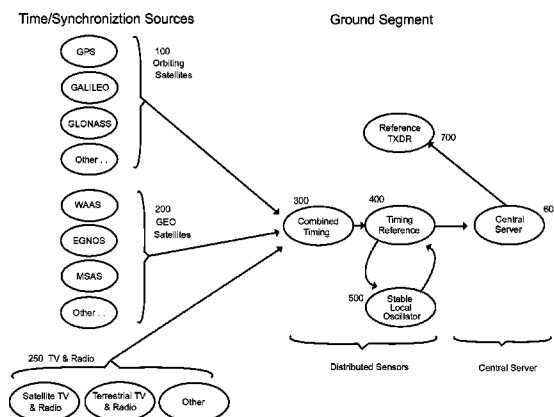 Time/Synchroniztion Sources
Ground Segment
GPS
GALILEO
GLONASS
Other . .
100
Orbiting
Satellites
WAAS
EGNOS
MSAS
Other . .
200
GEO
Satellites
250 TV & Radio
Satellite TV
& Radio
Terrestrial TV
& Radio
Other
300
Combined
Timing
400
Timing
Reference
500
Stable
Local
Oscillator
Reference
TXDR
700
Central
Server
60
Distributed Sensors
Central Server